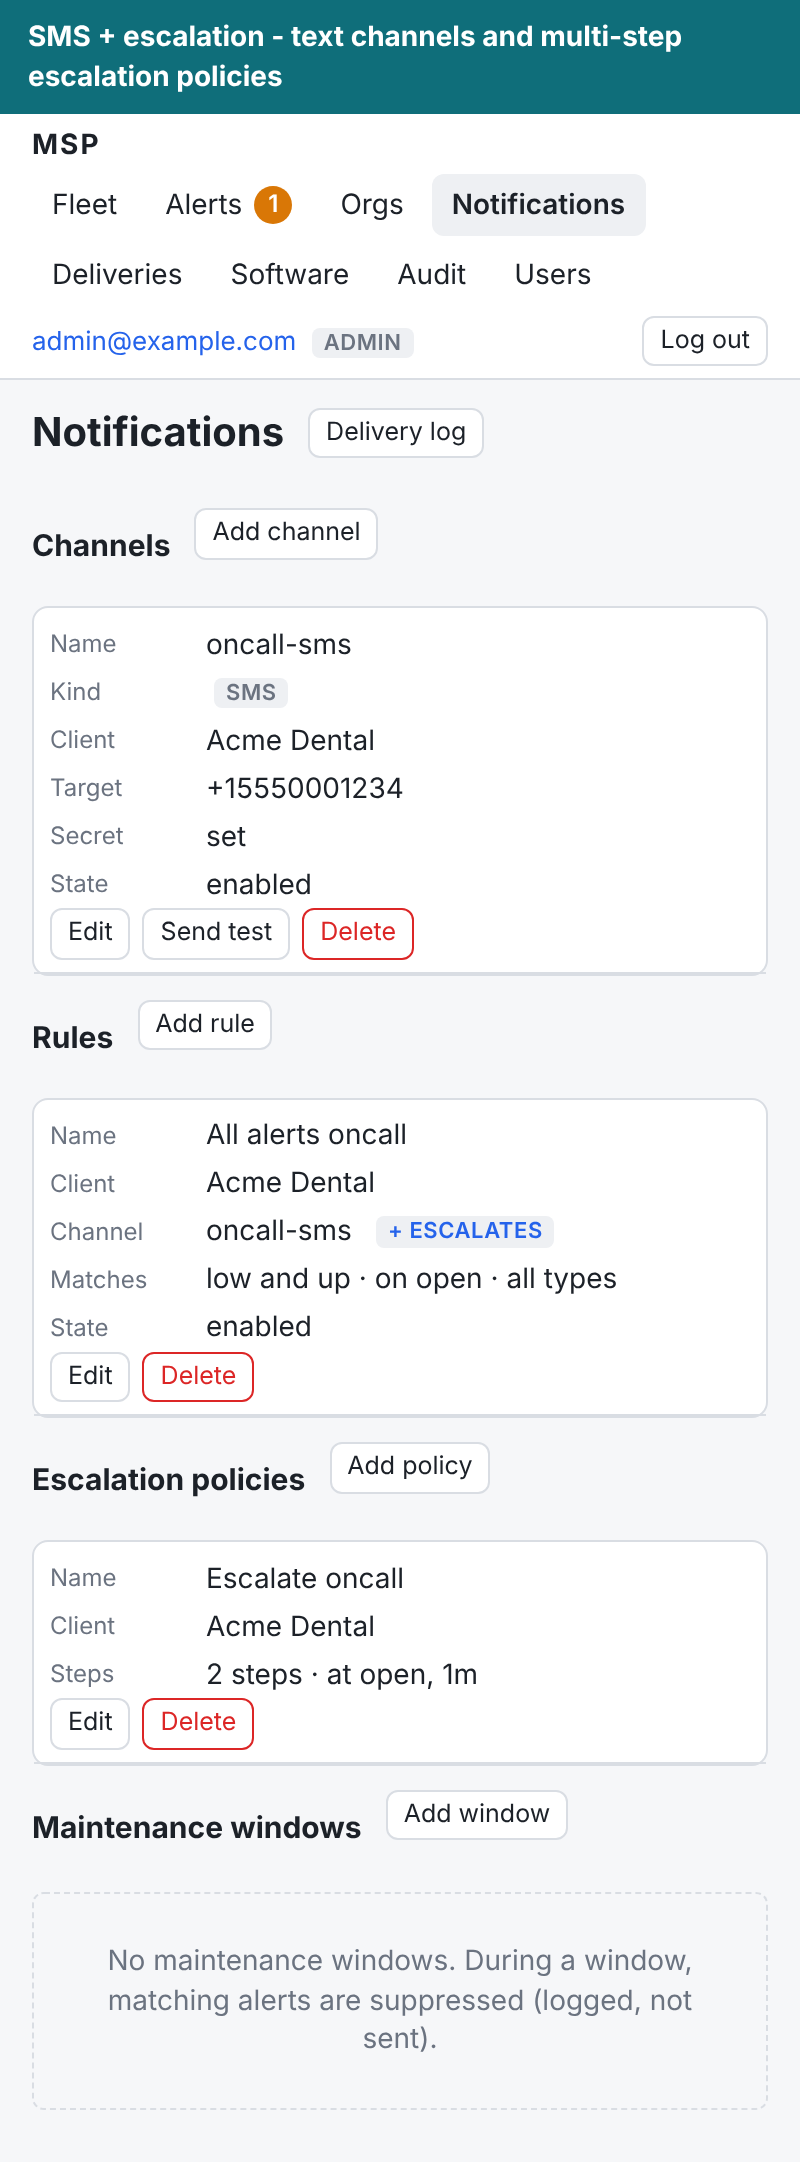 SMS + escalation - text channels and multi-step
escalation policies
MSP
Fleet Alerts 1 Orgs Notifications
Deliveries Software Audit Users
admin@example.com ADMIN Log out
Notifications Delivery log
Channels Add channel
Name oncall-sms
Kind SMS
Client Acme Dental
Target +15550001234
Secret set
State enabled
Edit Send test Delete
Rules Add rule
Name All alerts oncall
Client Acme Dental
Channel oncall-sms + ESCALATES
Matches low and up · on open · all types
State enabled
Edit Delete
Escalation policies Add policy
Name Escalate oncall
Client Acme Dental
Steps 2 steps · at open, 1m
Edit Delete
Maintenance windows Add window
No maintenance windows. During a window,
matching alerts are suppressed (logged, not
sent).